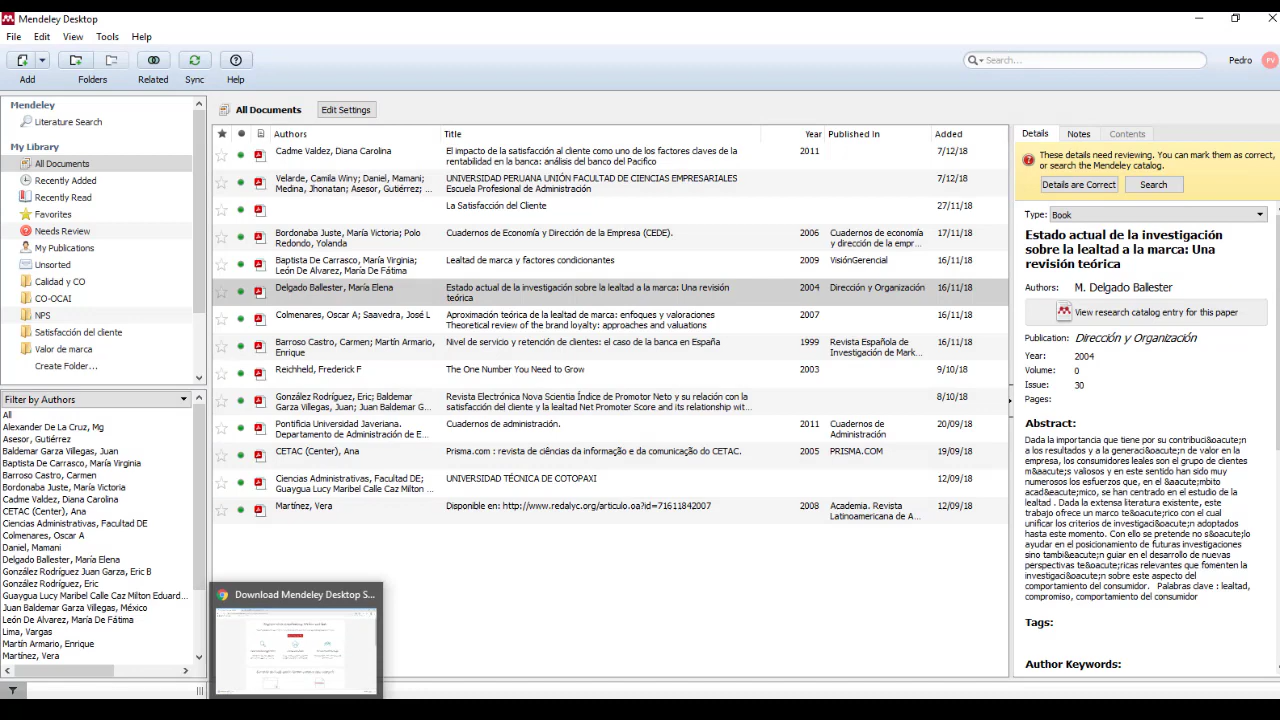 Mendeley Desktop
File Edit View Tools Help
Add Folders Related Sync Help
Search... Pedro PV
Mendeley
Literature Search
My Library
All Documents
Recently Added
Recently Read
Favorites
Needs Review
My Publications
Unsorted
Calidad y CO
CO-OCAI
NPS
Satisfacción del cliente
Valor de marca
Create Folder...
Filter by Authors
All
Alexander De La Cruz, Mg
Asesor, Gutiérrez
Baldemar Garza Villegas, Juan
Baptista De Carrasco, María Virginia
Barroso Castro, Carmen
Bordonaba Juste, María Victoria
Cadme Valdez, Diana Carolina
CETAC (Center), Ana
Ciencias Administrativas, Facultad DE
Colmenares, Oscar A
Daniel, Mamani
Delgado Ballester, María Elena
González Rodríguez Juan Garza, Eric B
González Rodríguez, Eric
Guaygua Lucy Maribel Calle Caz Milton Eduard...
Juan Baldemar Garza Villegas, México
León De Alvarez, María De Fátima
Lima, Vargas
Martín Armario, Enrique
Martínez, Vera
All Documents Edit Settings
Authors Title Year Published In Added
Cadme Valdez, Diana Carolina El impacto de la satisfacción al cliente como uno de los factores claves de la 2011 7/12/18
rentabilidad en la banca: análisis del banco del Pacifico
Velarde, Camila Winy; Daniel, Mamani; UNIVERSIDAD PERUANA UNIÓN FACULTAD DE CIENCIAS EMPRESARIALES 7/12/18
Medina, Jhonatan; Asesor, Gutiérrez; ... Escuela Profesional de Administración
La Satisfacción del Cliente 27/11/18
Bordonaba Juste, María Victoria; Polo Cuadernos de Economía y Dirección de la Empresa (CEDE). 2006 Cuadernos de economía 17/11/18
Redondo, Yolanda y dirección de la empr...
Baptista De Carrasco, María Virginia; Lealtad de marca y factores condicionantes 2009 VisiónGerencial 16/11/18
León De Alvarez, María De Fátima
Delgado Ballester, María Elena Estado actual de la investigación sobre la lealtad a la marca: Una revisión 2004 Dirección y Organización 16/11/18
teórica
Colmenares, Oscar A; Saavedra, José L Aproximación teórica de la lealtad de marca: enfoques y valoraciones 2007 16/11/18
Theoretical review of the brand loyalty: approaches and valuations
Barroso Castro, Carmen; Martín Armario, Nivel de servicio y retención de clientes: el caso de la banca en España 1999 Revista Española de 16/11/18
Enrique Investigación de Mark...
Reichheld, Frederick F The One Number You Need to Grow 2003 9/10/18
González Rodríguez, Eric; Baldemar Revista Electrónica Nova Scientia Índice de Promotor Neto y su relación con la 8/10/18
Garza Villegas, Juan; Juan Baldemar G... satisfacción del cliente y la lealtad Net Promotor Score and its relationship wit...
Pontificia Universidad Javeriana. Cuadernos de administración. 2011 Cuadernos de 20/09/18
Departamento de Administración de E... Administración
CETAC (Center), Ana Prisma.com : revista de ciências da informação e da comunicação do CETAC. 2005 PRISMA.COM 19/09/18
Ciencias Administrativas, Facultad DE; UNIVERSIDAD TÉCNICA DE COTOPAXI 12/09/18
Guaygua Lucy Maribel Calle Caz Milton ...
Martínez, Vera Disponible en: http://www.redalyc.org/articulo.oa?id=71611842007 2008 Academia. Revista 12/09/18
Latinoamericana de A...
Download Mendeley Desktop S...
Details Notes Contents
These details need reviewing. You can mark them as correct,
or search the Mendeley catalog.
Details are Correct Search
Type: Book
Estado actual de la investigación
sobre la lealtad a la marca: Una
revisión teórica
Authors: M. Delgado Ballester
View research catalog entry for this paper
Publication: Dirección y Organización
Year: 2004
Volume: 0
Issue: 30
Pages:
Abstract:
Dada la importancia que tiene por su contribuci&oacute;n
a los resultados y a la generaci&oacute;n de valor en la
empresa, los consumidores leales son el grupo de clientes
m&aacute;s valiosos y en este sentido han sido muy
numerosos los esfuerzos que, en el &aacute;mbito
acad&eacute;mico, se han centrado en el estudio de la
lealtad . Dada la extensa literatura existente, este
trabajo ofrece un marco te&oacute;rico con el cual
unificar los criterios de investigaci&oacute;n adoptados
hasta este momento. Con ello se pretende no s&oacute;lo
ayudar en el posicionamiento de futuras investigaciones
sino tambi&eacute;n guiar en el desarrollo de nuevas
perspectivas te&oacute;ricas relevantes que fomenten la
investigaci&oacute;n sobre este aspecto del
comportamiento del consumidor. Palabras clave : lealtad,
compromiso, comportamiento del consumidor
Tags:
Author Keywords: